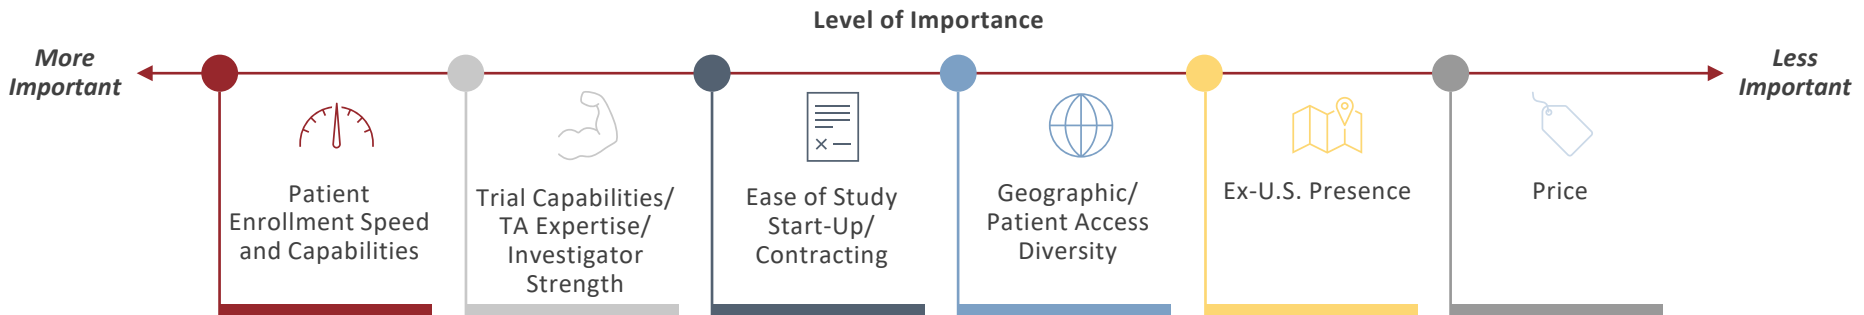 Level of Importance
More
Important
Less
Important
Patient
Enrollment Speed
and Capabilities
Trial Capabilities/
TA Expertise/
Investigator
Strength
Ease of Study
Start-Up/
Contracting
Geographic/
Patient Access
Diversity
Ex-U.S. Presence
Price